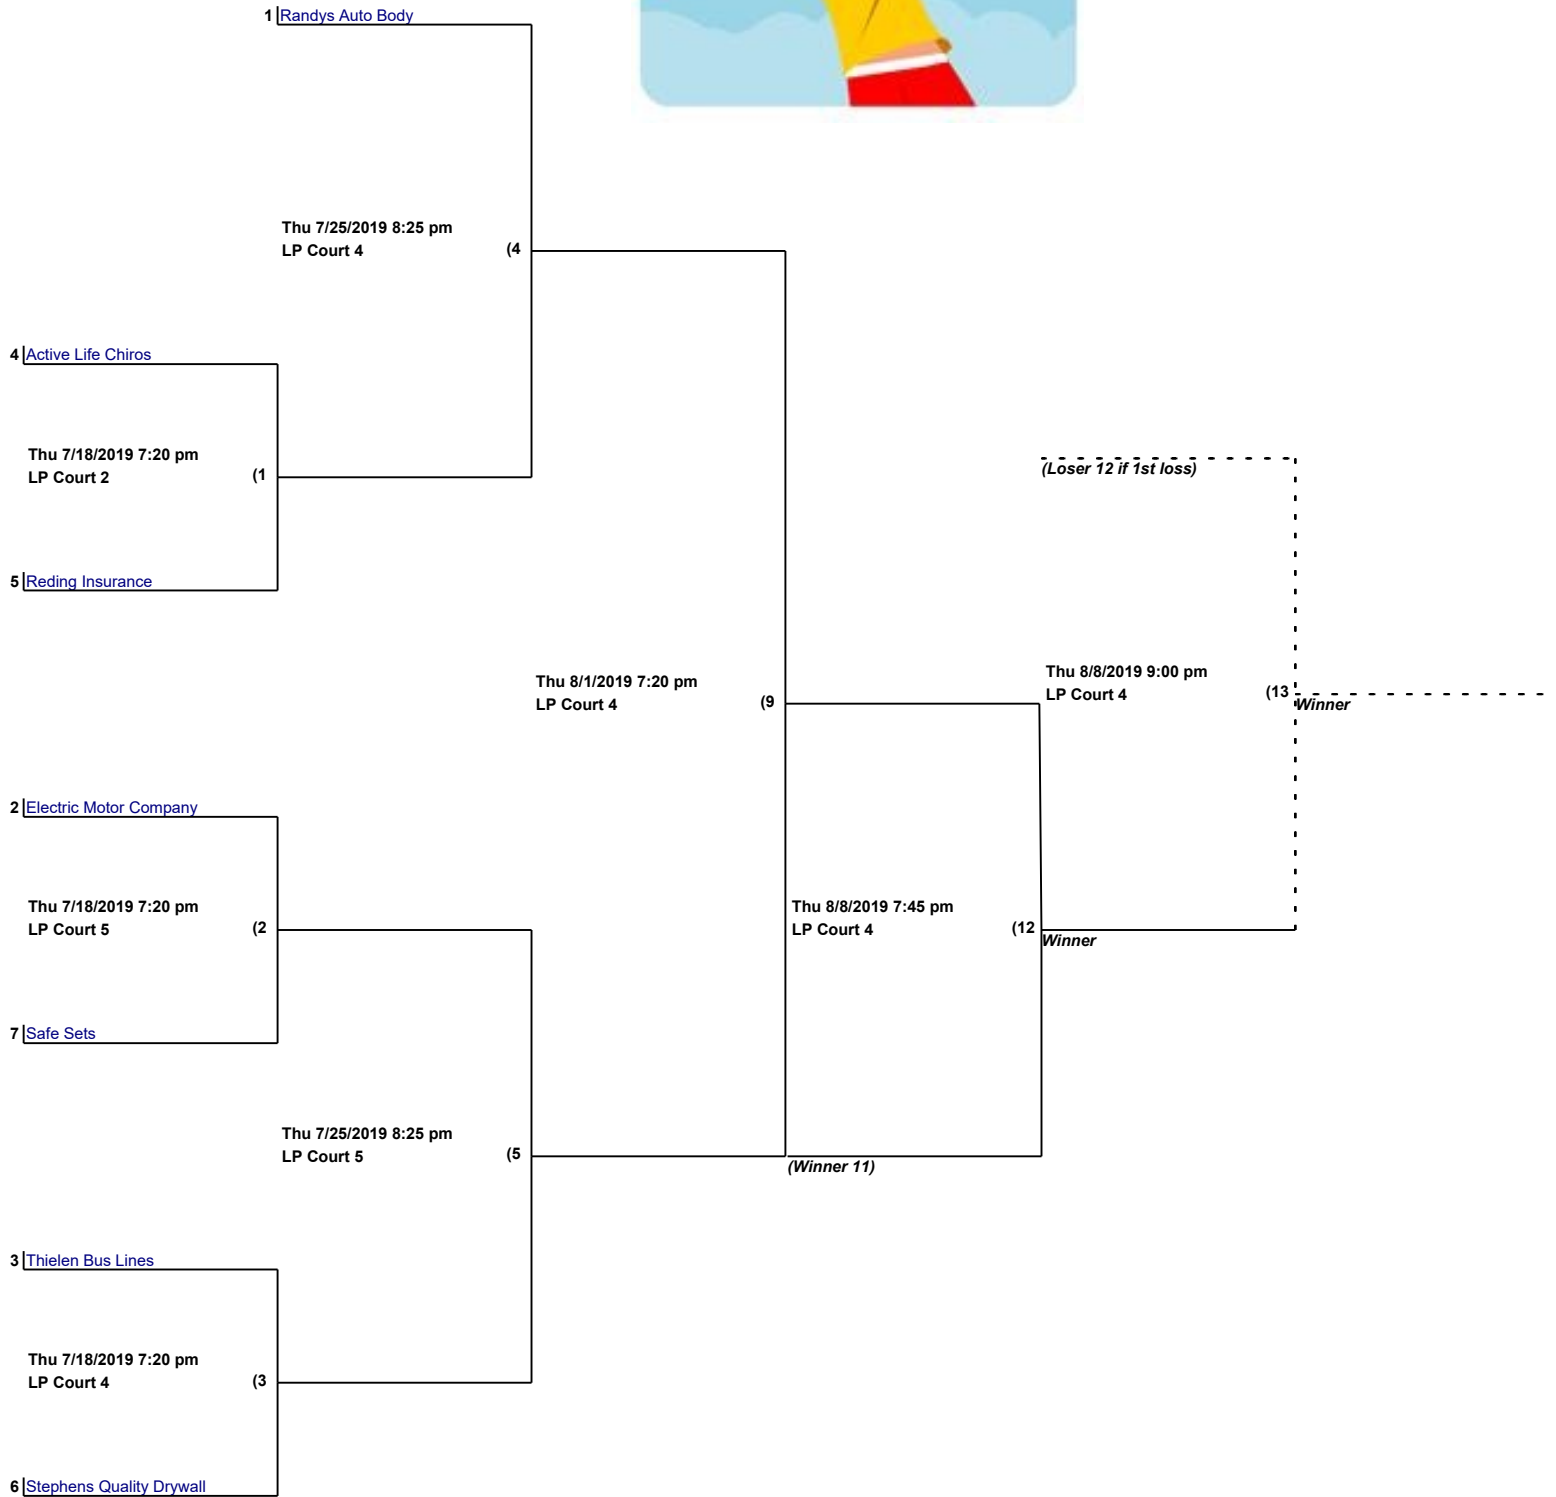 1 Randys Auto Body
Thu 7/25/2019 8:25 pm
LP Court 4
(4
4 Active Life Chiros
Thu 7/18/2019 7:20 pm
LP Court 2
(1
(Loser 12 if 1st loss)
5 Reding Insurance
Thu 8/1/2019 7:20 pm
LP Court 4
(9
Thu 8/8/2019 9:00 pm
LP Court 4
(13
Winner
2 Electric Motor Company
Thu 7/18/2019 7:20 pm
LP Court 5
(2
Thu 8/8/2019 7:45 pm
LP Court 4
(12
Winner
7 Safe Sets
Thu 7/25/2019 8:25 pm
LP Court 5
(5
(Winner 11)
3 Thielen Bus Lines
Thu 7/18/2019 7:20 pm
LP Court 4
(3
6 Stephens Quality Drywall